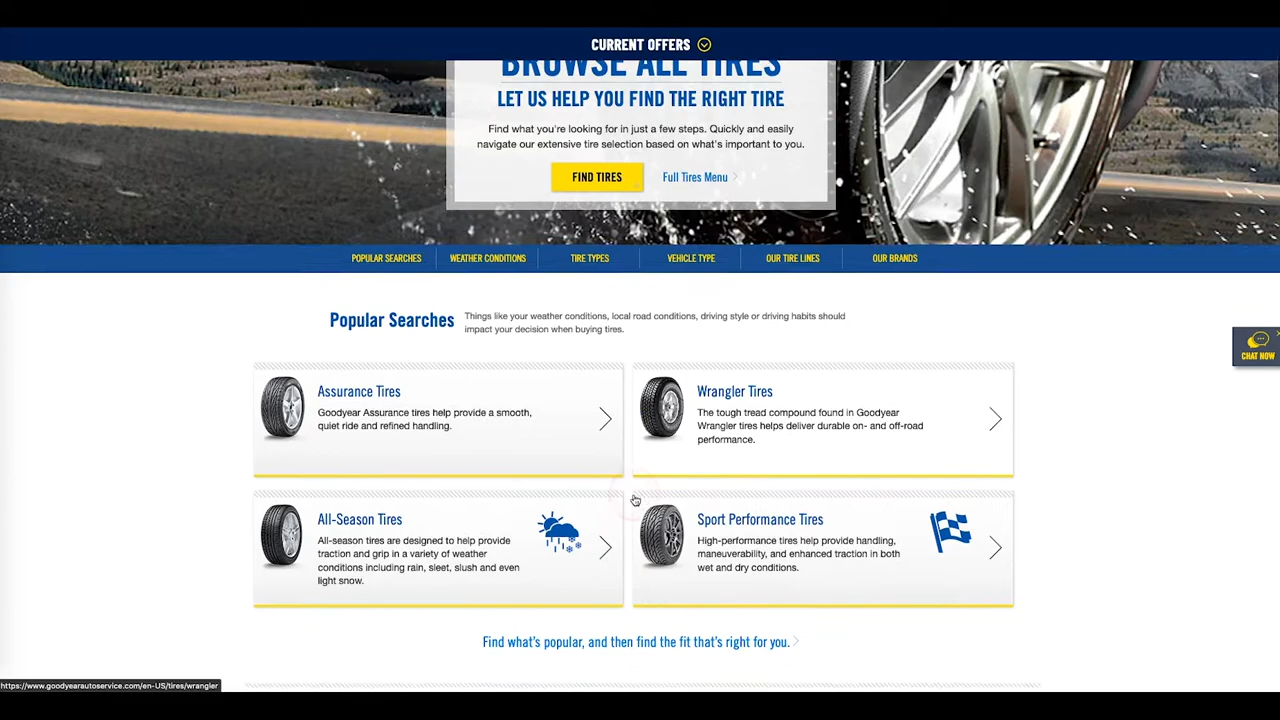 CURRENT OFFERS
BROWSE ALL TIRES
LET US HELP YOU FIND THE RIGHT TIRE
Find what you're looking for in just a few steps. Quickly and easily
navigate our extensive tire selection based on what's important to you.
FIND TIRES
Full Tires Menu
POPULAR SEARCHES
WEATHER CONDITIONS
TIRE TYPES
VEHICLE TYPE
OUR TIRE LINES
OUR BRANDS
Popular Searches
Things like your weather conditions, local road conditions, driving style or driving habits should
impact your decision when buying tires.
CHAT NOW
Assurance Tires
Goodyear Assurance tires help provide a smooth,
quiet ride and refined handling.
Wrangler Tires
The tough tread compound found in Goodyear
Wrangler tires helps deliver durable on- and off-road
performance.
All-Season Tires
All-season tires are designed to help provide
traction and grip in a variety of weather
conditions including rain, sleet, slush and even
light snow.
Sport Performance Tires
High-performance tires help provide handling,
maneuverability, and enhanced traction in both
wet and dry conditions.
Find what's popular, and then find the fit that's right for you.
https://www.goodyearautoservice.com/en-US/tires/wrangler